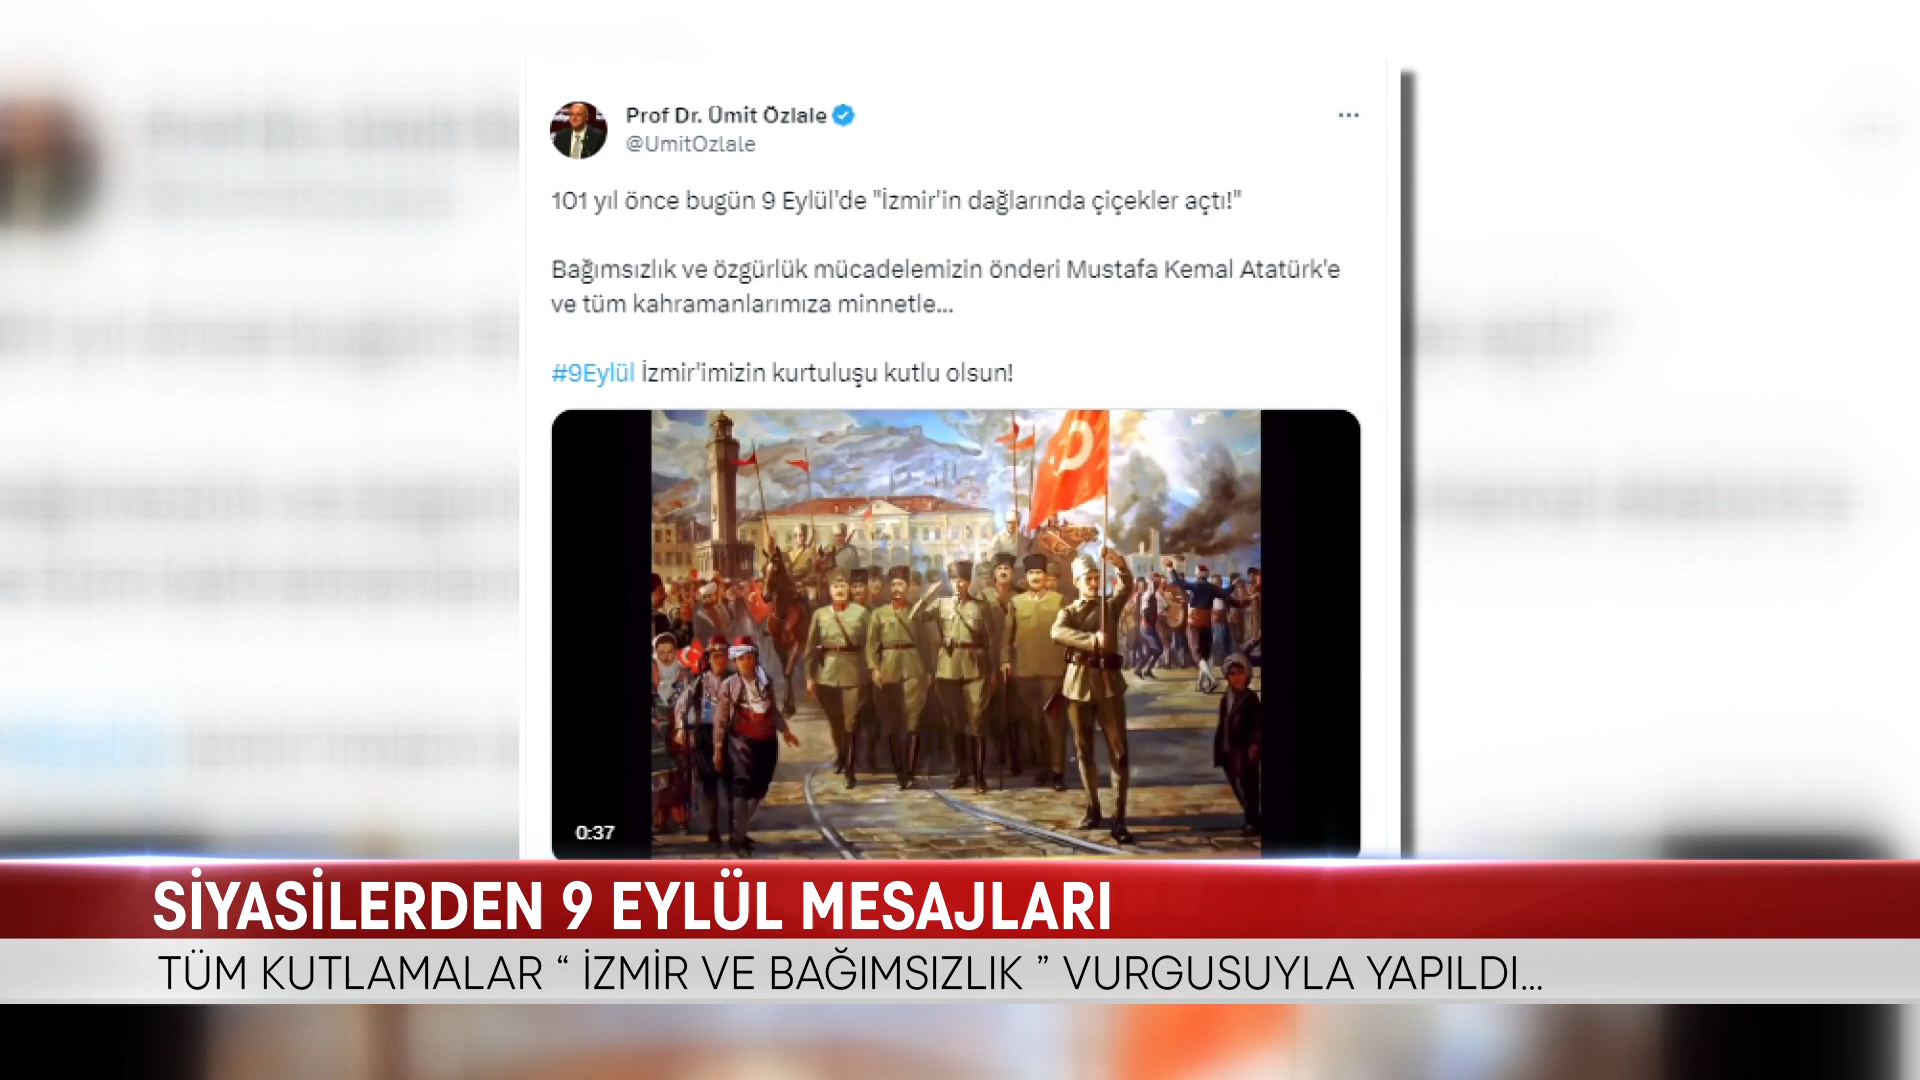 Prof Dr. Ümit Özlale
@UmitOzlale
101 yıl önce bugün 9 Eylül'de "İzmir'in dağlarında çiçekler açtı!"
Bağımsızlık ve özgürlük mücadelemizin önderi Mustafa Kemal Atatürk'e
ve tüm kahramanlarımıza minnetle...
#9Eylül İzmir'imizin kurtuluşu kutlu olsun!
0:37
SİYASİLERDEN 9 EYLÜL MESAJLARI
TÜM KUTLAMALAR “ İZMİR VE BAĞIMSIZLIK ” VURGUSUYLA YAPILDI...